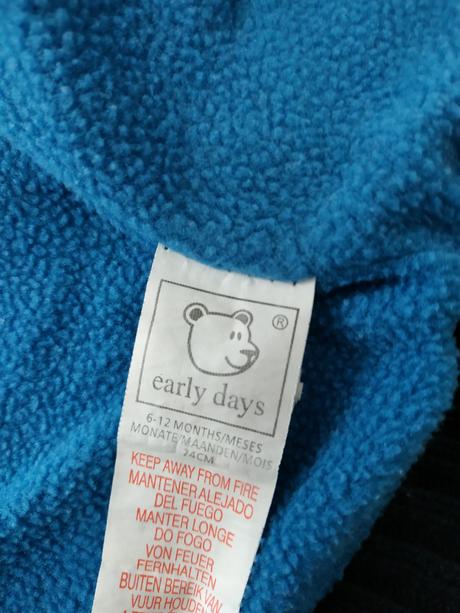 ®
early days
6-12 MONTHS/MESES
MONATE/MAANDEN/MOIS
74CM
KEEP AWAY FROM FIRE
MANTENER ALEJADO
DEL FUEGO
MANTER LONGE
DO FOGO
VON FEUER
FERNHALTEN
BUITEN BEREIK VAN
VUUR HOUDEN